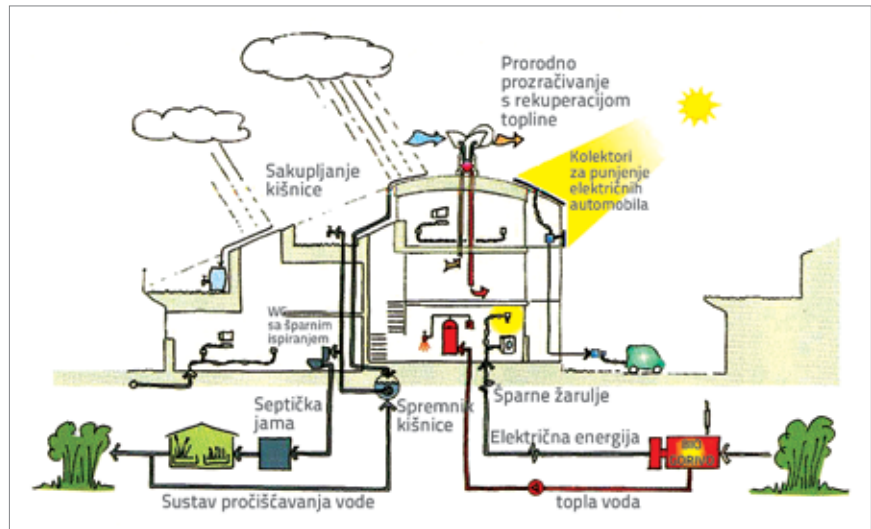 Prorodno
prozračivanje
s rekuperacijom
topline
Sakupljanje
kišnice
Kolektori
za punjenje
električnih
automobila
WC
sa šparnim
ispiranjem
Septička
jama
Spremnik
kišnice
Šparne žarulje
Električna energija
BIO
GORIVO
Sustav pročišćavanja vode
topla voda